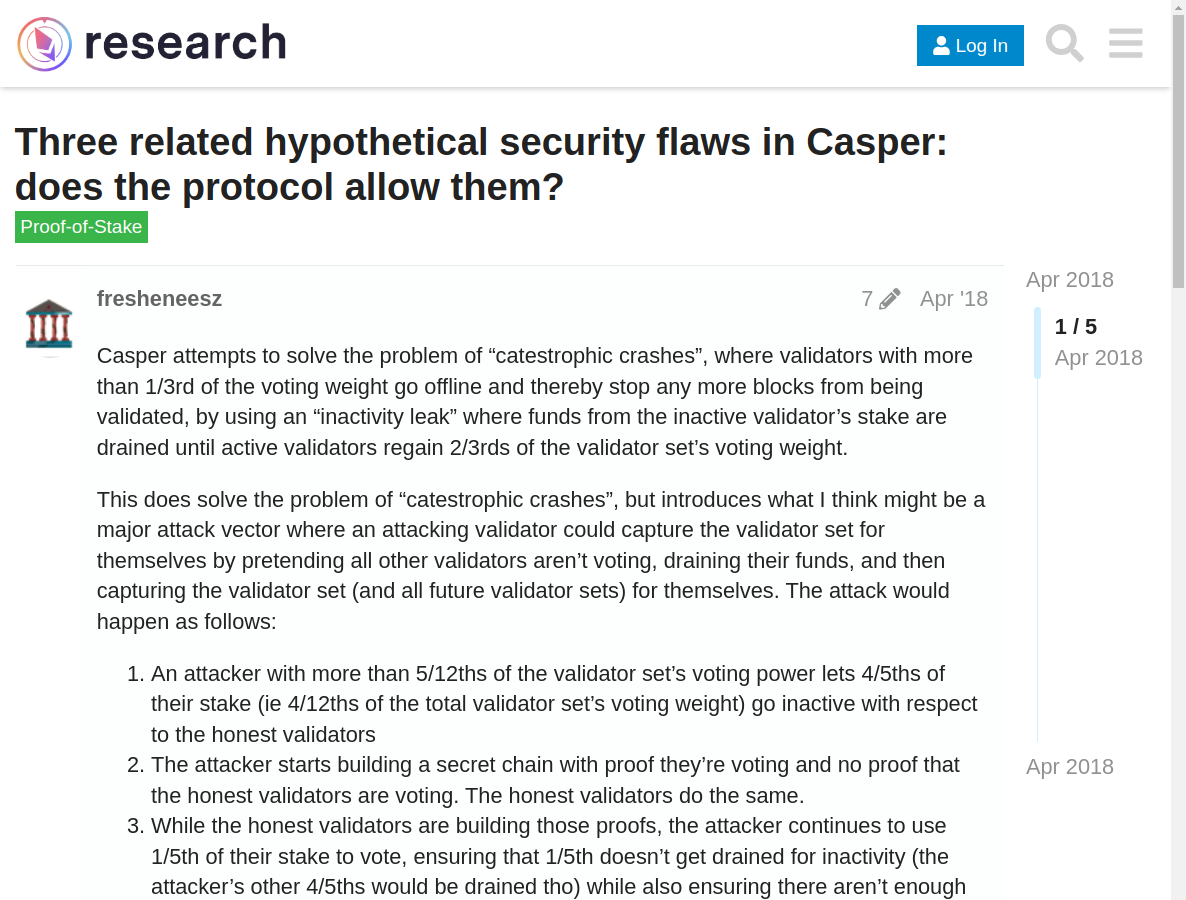 research
Log In
Three related hypothetical security flaws in Casper:
does the protocol allow them?
Proof-of-Stake
fresheneesz
7
Apr '18
Apr 2018
1 / 5
Apr 2018
Casper attempts to solve the problem of “catestrophic crashes”, where validators with more
than 1/3rd of the voting weight go offline and thereby stop any more blocks from being
validated, by using an “inactivity leak” where funds from the inactive validator’s stake are
drained until active validators regain 2/3rds of the validator set’s voting weight.
This does solve the problem of “catestrophic crashes”, but introduces what I think might be a
major attack vector where an attacking validator could capture the validator set for
themselves by pretending all other validators aren’t voting, draining their funds, and then
capturing the validator set (and all future validator sets) for themselves. The attack would
happen as follows:
1. An attacker with more than 5/12ths of the validator set’s voting power lets 4/5ths of
their stake (ie 4/12ths of the total validator set’s voting weight) go inactive with respect
to the honest validators
2. The attacker starts building a secret chain with proof they’re voting and no proof that
the honest validators are voting. The honest validators do the same.
3. While the honest validators are building those proofs, the attacker continues to use
1/5th of their stake to vote, ensuring that 1/5th doesn’t get drained for inactivity (the
attacker’s other 4/5ths would be drained tho) while also ensuring there aren’t enough
Apr 2018